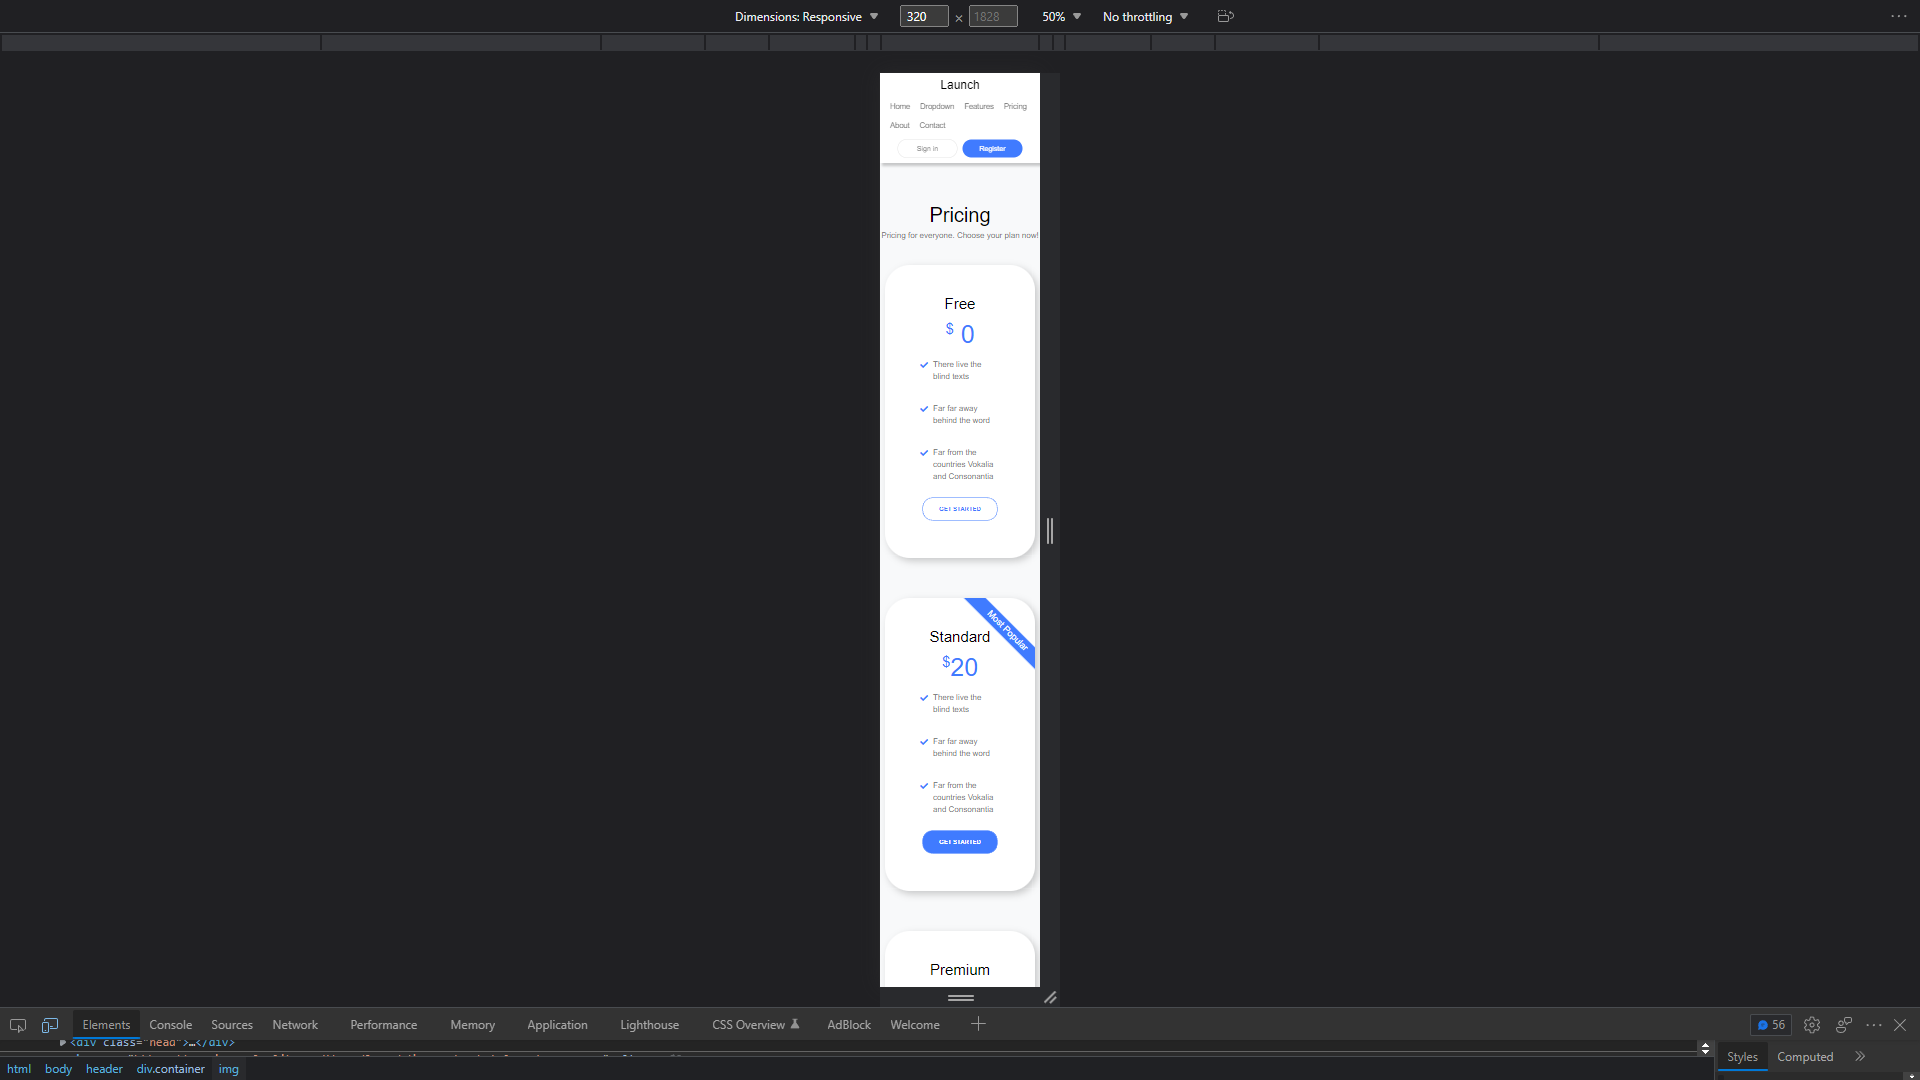 Dimensions: Responsive 320 × 1828 50% No throttling
Launch
Home Dropdown Features Pricing
About Contact
Sign in Register
Pricing
Pricing for everyone. Choose your plan now!
Free
$ 0
There live the
blind texts
Far far away
behind the word
Far from the
countries Vokalia
and Consonantia
GET STARTED
Most Popular
Standard
$20
There live the
blind texts
Far far away
behind the word
Far from the
countries Vokalia
and Consonantia
GET STARTED
Premium
Elements Console Sources Network Performance Memory Application Lighthouse CSS Overview AdBlock Welcome 56
<div class="head">…</div>
Styles Computed
html body header div.container img